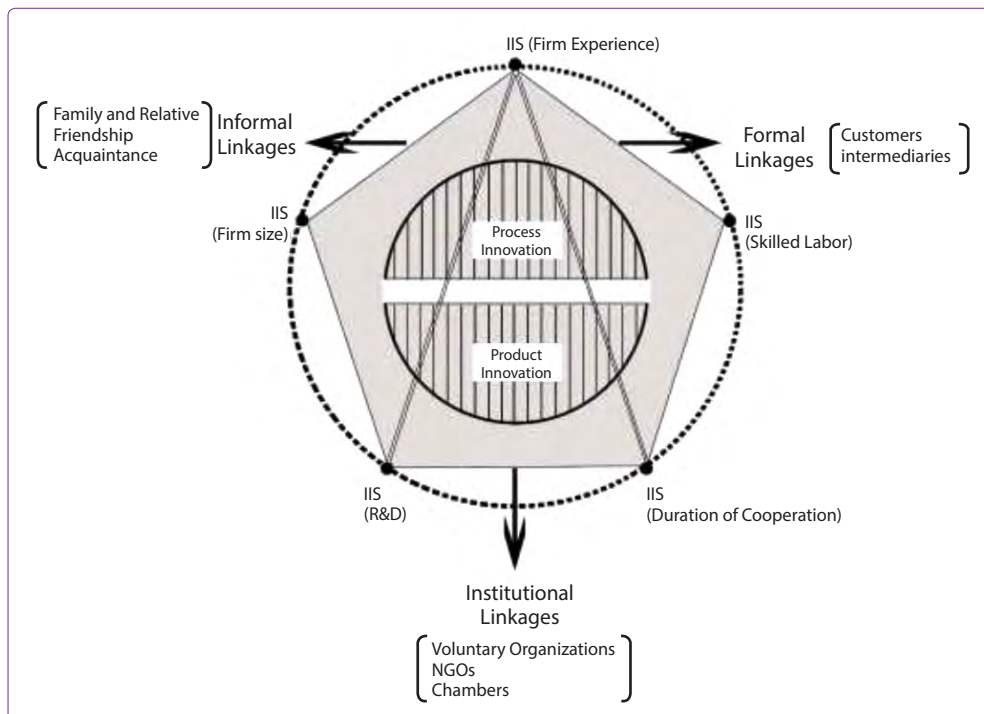 IIS (Firm Experience)
Family and Relative
Friendship
Acquaintance
Informal
Linkages
Formal
Linkages
Customers
intermediaries
IIS
(Firm size)
IIS
(Skilled Labor)
Process
Innovation
Product
Innovation
IIS
(R&D)
IIS
(Duration of Cooperation)
Institutional
Linkages
Voluntary Organizations
NGOs
Chambers